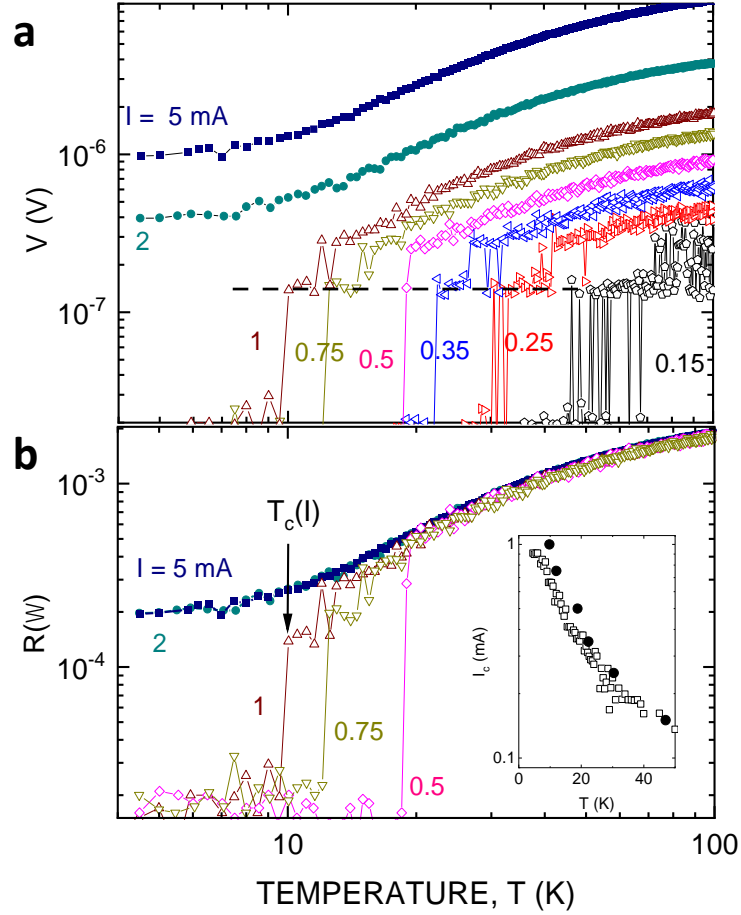 a
10⁻⁶
10⁻⁷
V (V)
I = 5 mA
2
1
0.75
0.5
0.35
0.25
0.15
b
10⁻³
10⁻⁴
R(W)
T_c(I)
I = 5 mA
2
1
0.75
0.5
1
0.1
I_c (mA)
0 20 40
T (K)
10 100
TEMPERATURE, T (K)